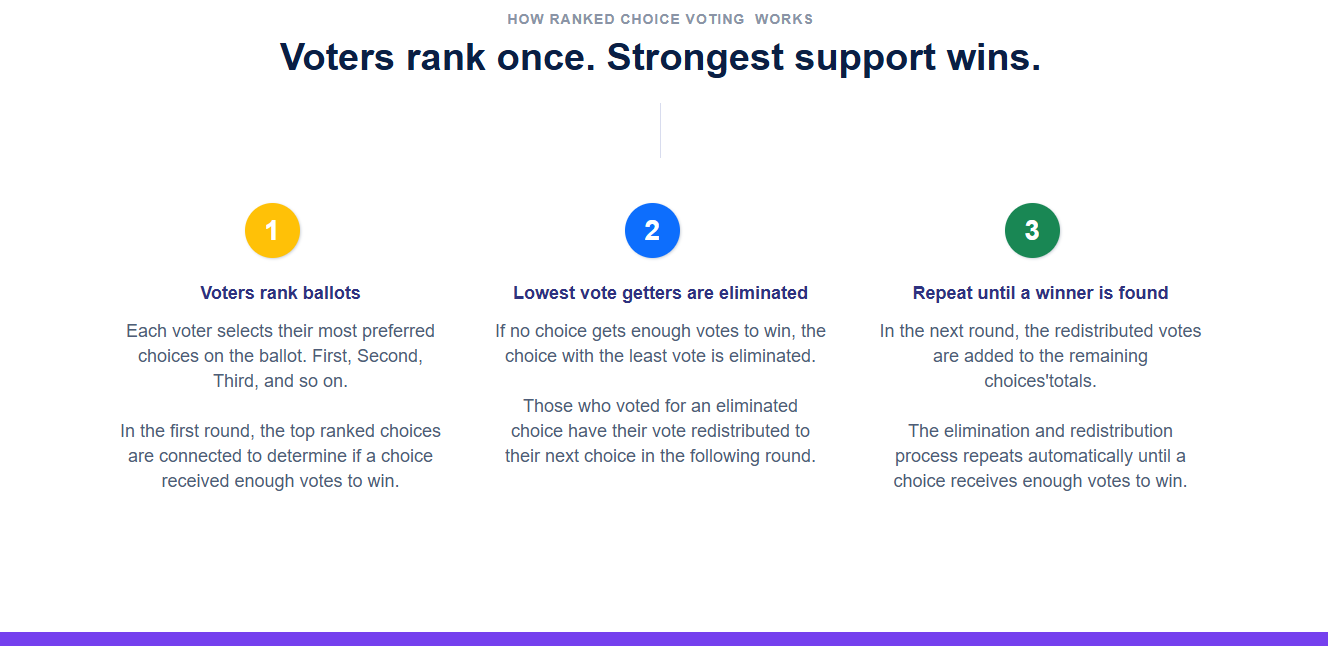 HOW RANKED CHOICE VOTING  WORKS
Voters rank once. Strongest support wins.
1
Voters rank ballots
Each voter selects their most preferred
choices on the ballot. First, Second,
Third, and so on.
In the first round, the top ranked choices
are connected to determine if a choice
received enough votes to win.
2
Lowest vote getters are eliminated
If no choice gets enough votes to win, the
choice with the least vote is eliminated.
Those who voted for an eliminated
choice have their vote redistributed to
their next choice in the following round.
3
Repeat until a winner is found
In the next round, the redistributed votes
are added to the remaining
choices'totals.
The elimination and redistribution
process repeats automatically until a
choice receives enough votes to win.